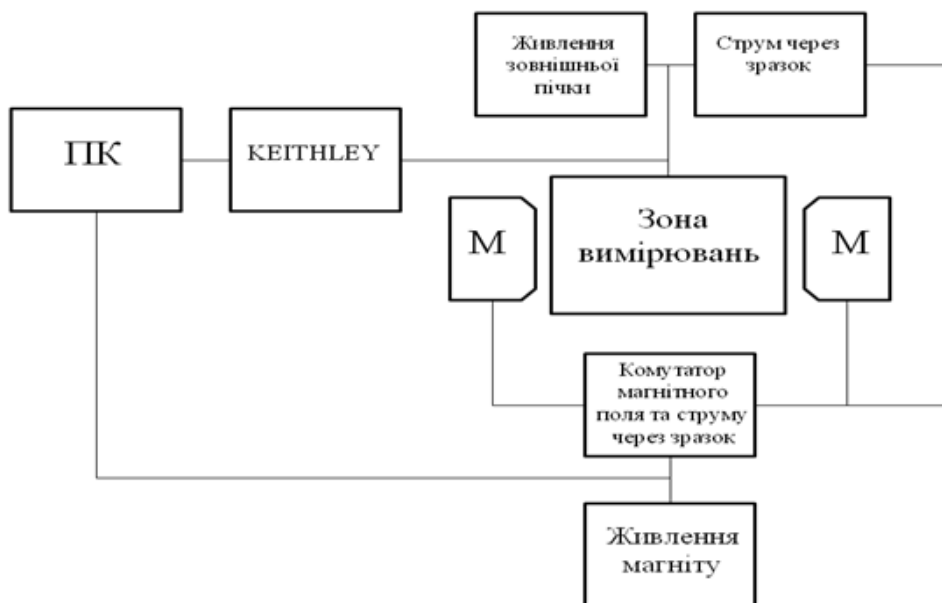 Живлення
зовнішньої
пічки
Струм через
зразок
ПК
KEITHLEY
М
Зона
вимірювань
М
Комутатор
магнітного
поля та струму
через зразок
Живлення
магніту